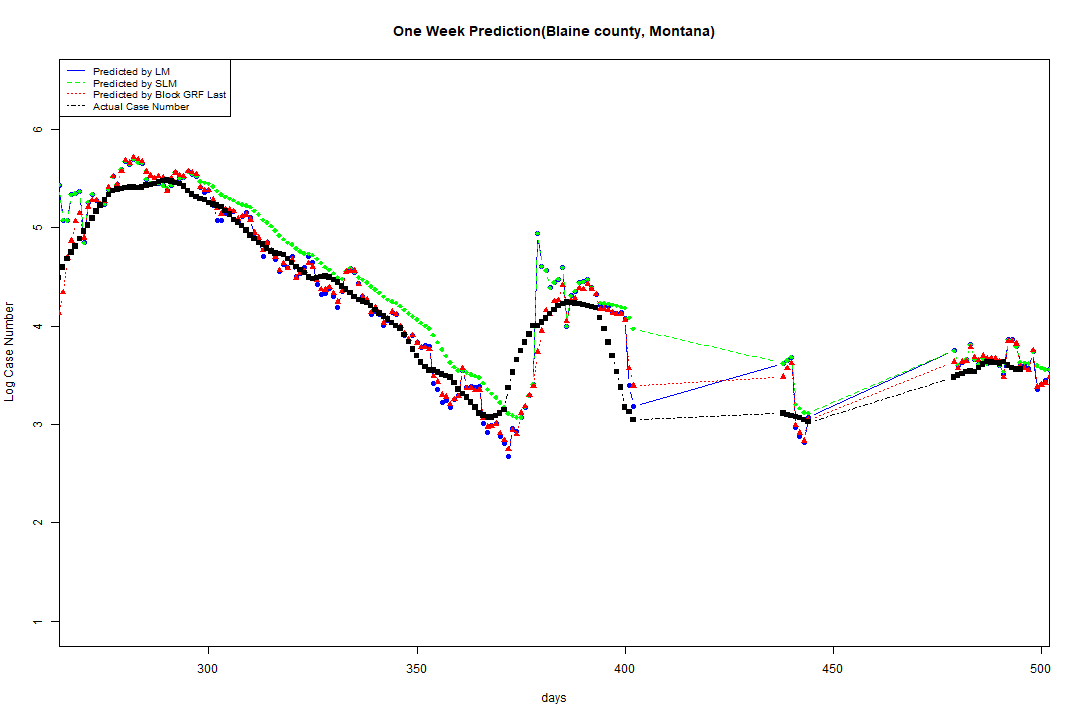 One Week Prediction(Blaine county, Montana)
Predicted by LM
Predicted by SLM
Predicted by Block GRF Last
Actual Case Number
Log Case Number
6
5
4
3
2
1
300
350
400
450
500
days